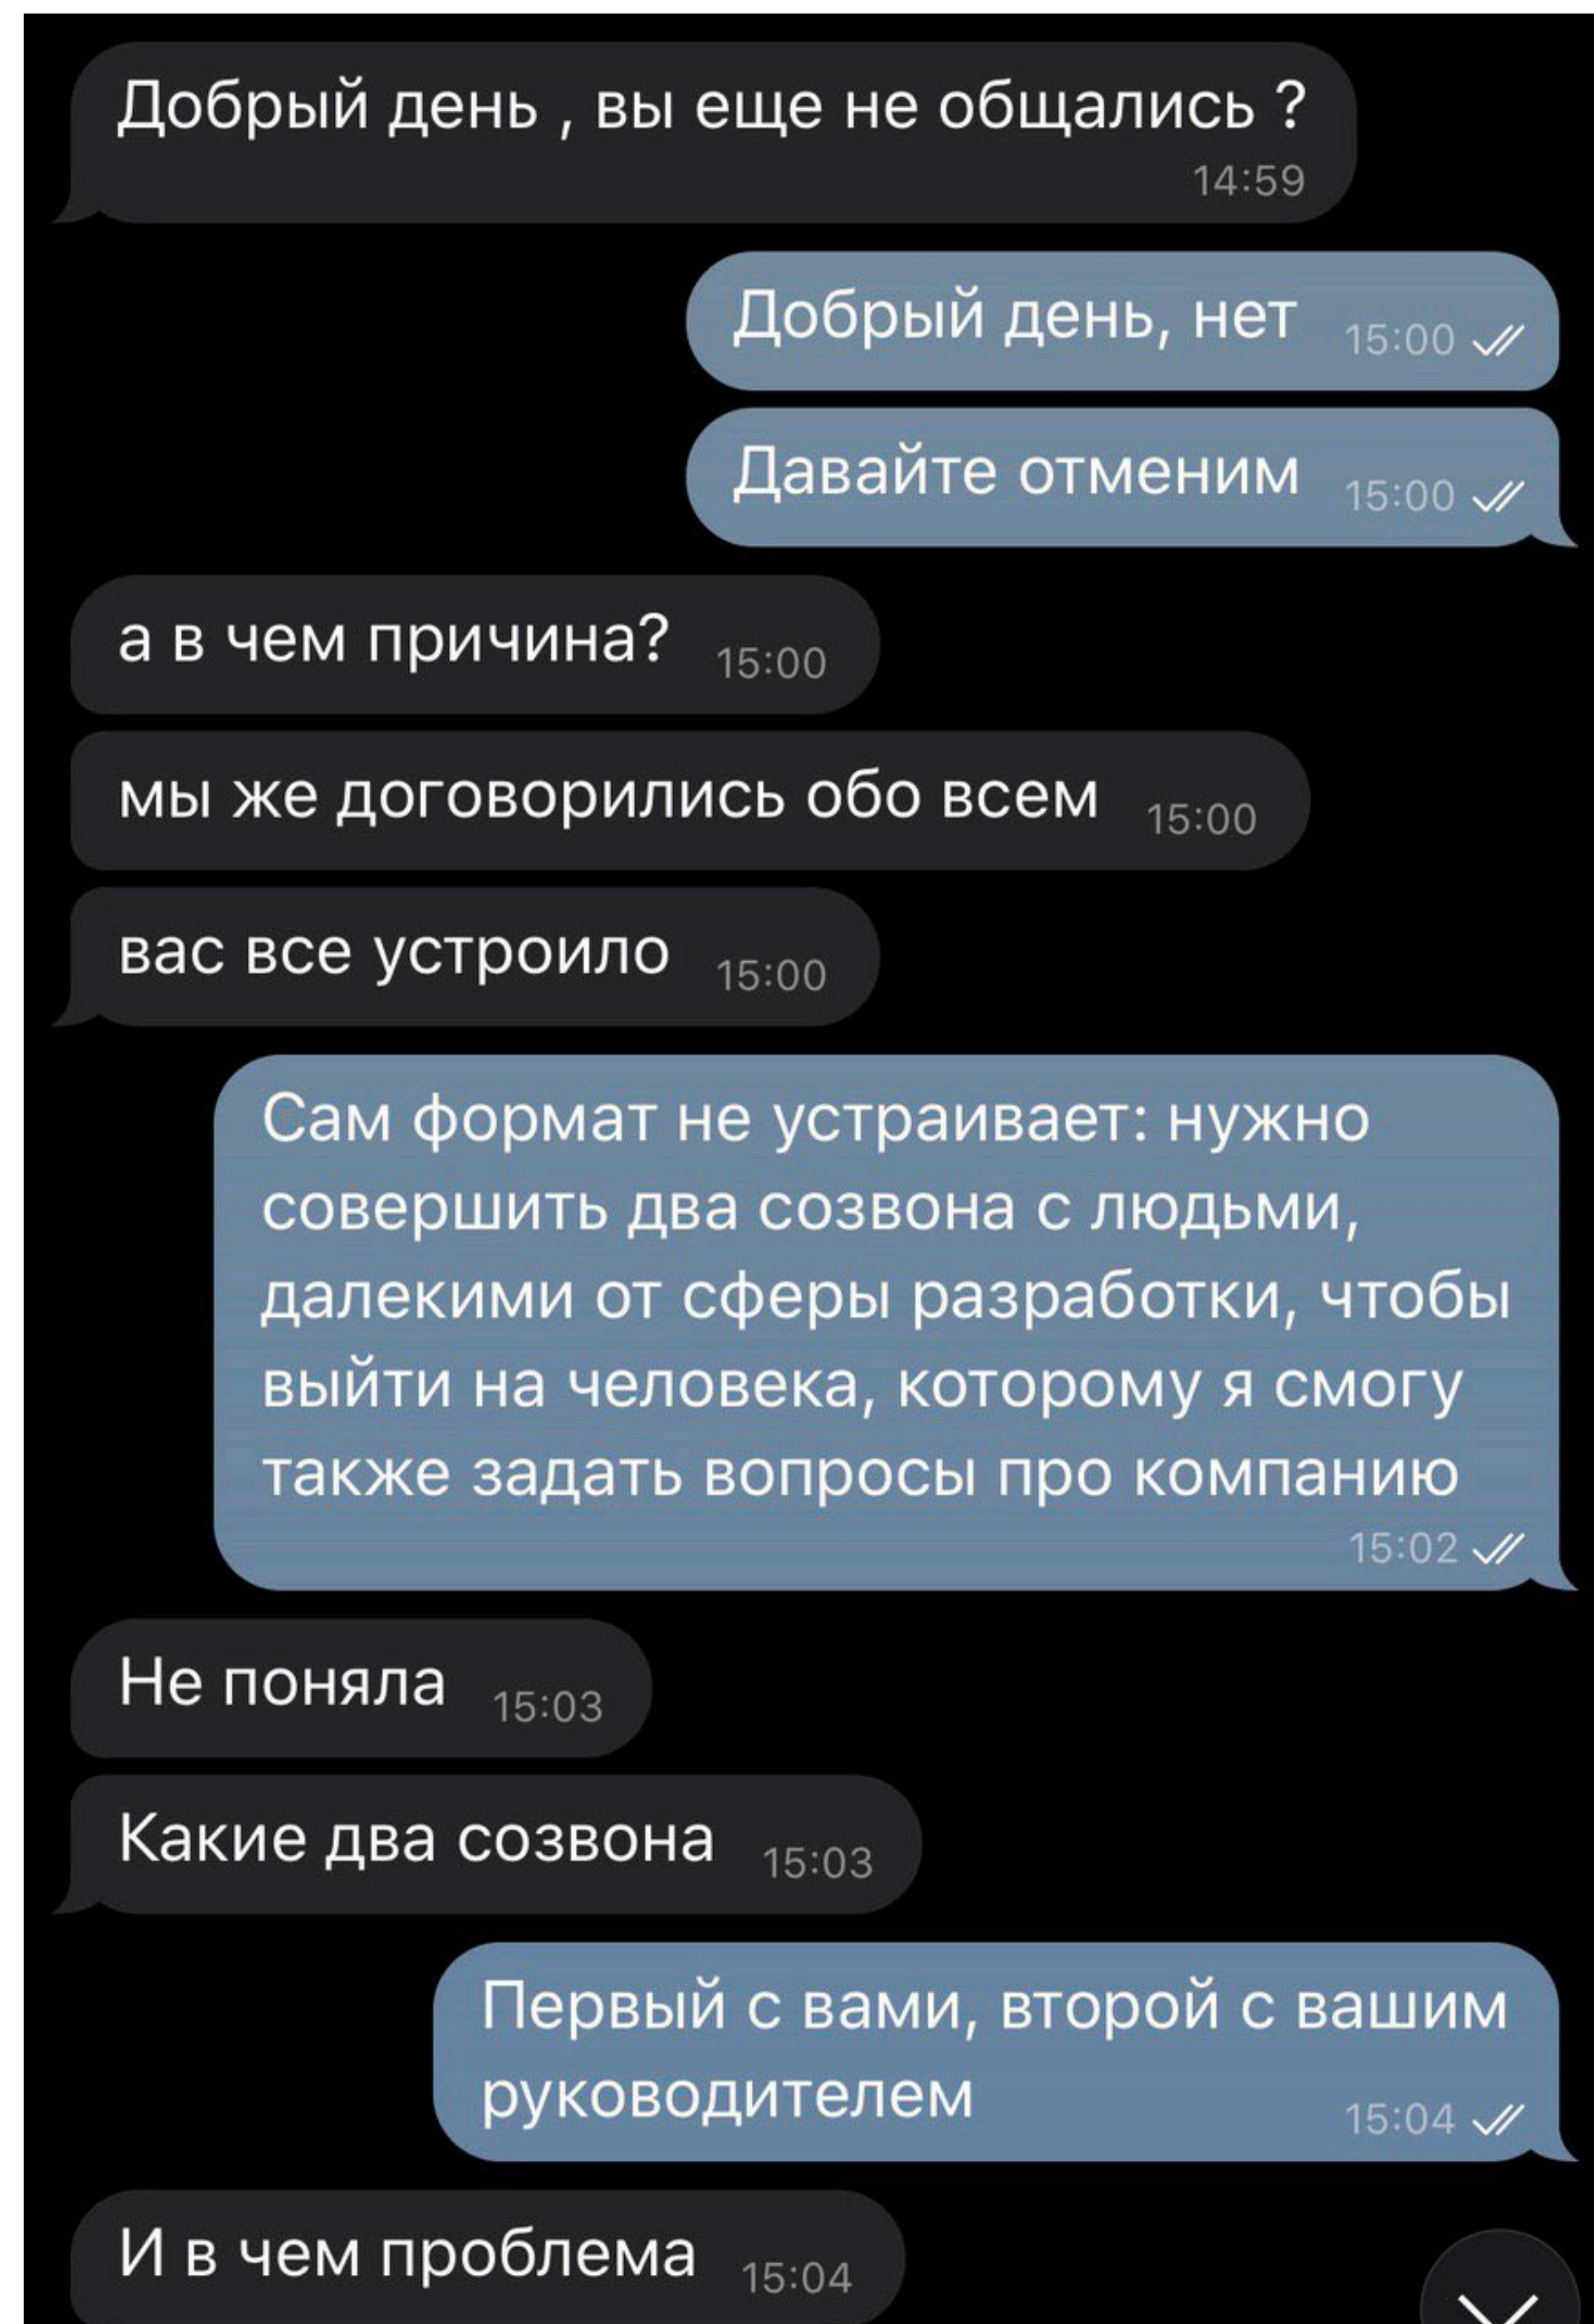 Добрый день , вы еще не общались ?
14:59
Добрый день, нет 15:00
Давайте отменим 15:00
а в чем причина? 15:00
мы же договорились обо всем 15:00
вас все устроило 15:00
Сам формат не устраивает: нужно
совершить два созвона с людьми,
далекими от сферы разработки, чтобы
выйти на человека, которому я смогу
также задать вопросы про компанию
15:02
Не поняла 15:03
Какие два созвона 15:03
Первый с вами, второй с вашим
руководителем 15:04
И в чем проблема 15:04